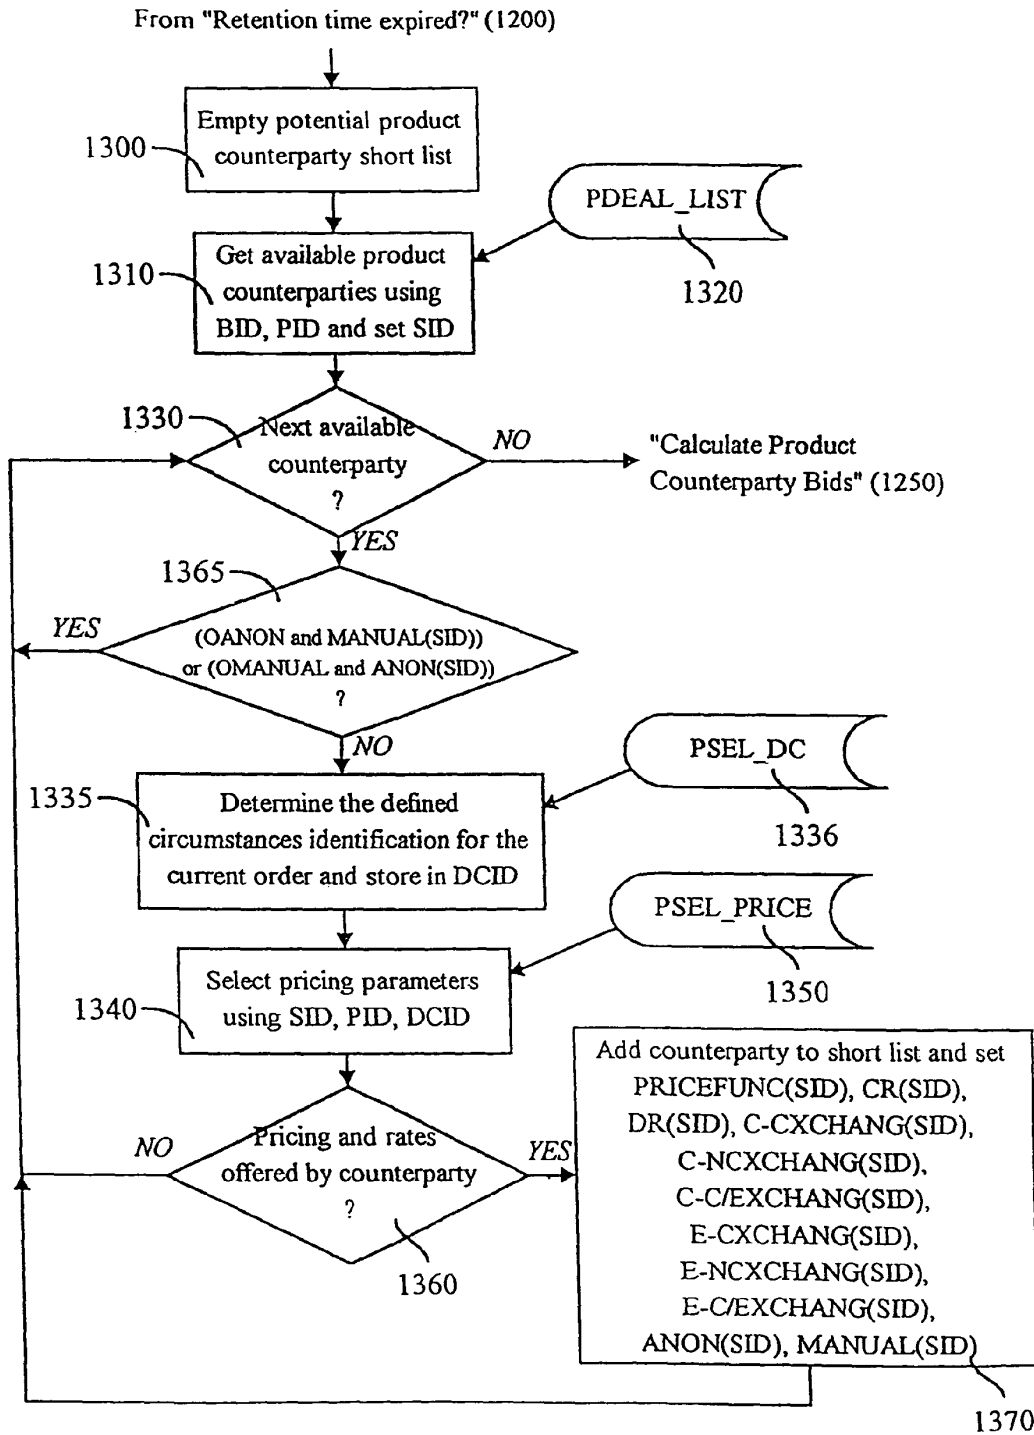 From "Retention time expired?" (1200)
Empty potential product
counterparty short list
1300
PDEAL_LIST
1320
1310
Get available product
counterparties using
BID, PID and set SID
1330
Next available
counterparty
?
NO
"Calculate Product
Counterparty Bids" (1250)
YES
1365
YES
(OANON and MANUAL(SID))
or (OMANUAL and ANON(SID))
?
NO
PSEL_DC
1336
1335
Determine the defined
circumstances identification for the
current order and store in DCID
PSEL_PRICE
1350
1340
Select pricing parameters
using SID, PID, DCID
NO
Pricing and rates
offered by counterparty
?
YES
1360
Add counterparty to short list and set
PRICEFUNC(SID), CR(SID),
DR(SID), C-CXCHANG(SID),
C-NCXCHANG(SID),
C-C/EXCHANG(SID),
E-CXCHANG(SID),
E-NCXCHANG(SID),
E-C/EXCHANG(SID),
ANON(SID), MANUAL(SID)
1370